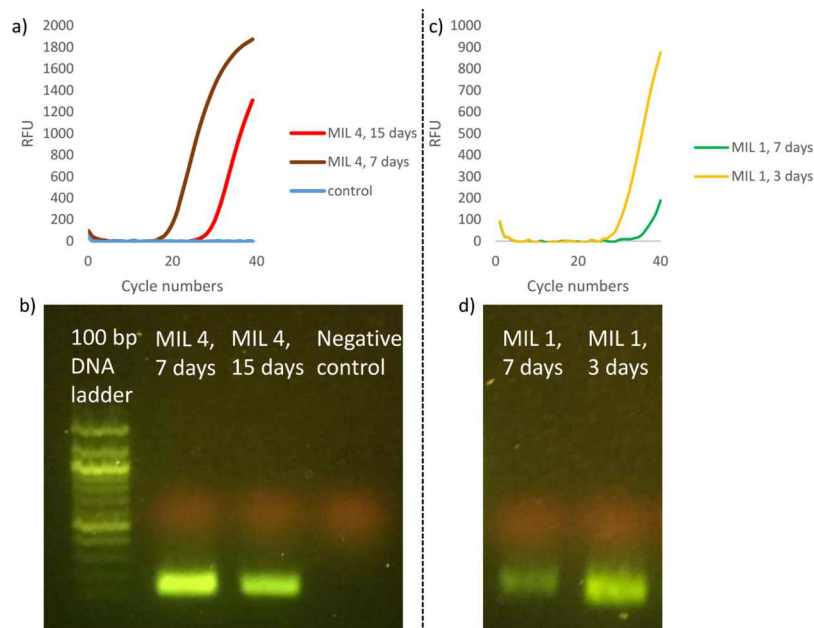 a)
2000
1800
1600
1400
1200
1000
800
600
400
200
0
RFU
0 20 40
Cycle numbers
MIL 4, 15 days
MIL 4, 7 days
control
c)
1000
900
800
700
600
500
400
300
200
100
0
RFU
0 20 40
Cycle numbers
MIL 1, 7 days
MIL 1, 3 days
b)
100 bp
DNA
ladder
MIL 4,
7 days
MIL 4,
15 days
Negative
control
d)
MIL 1,
7 days
MIL 1,
3 days